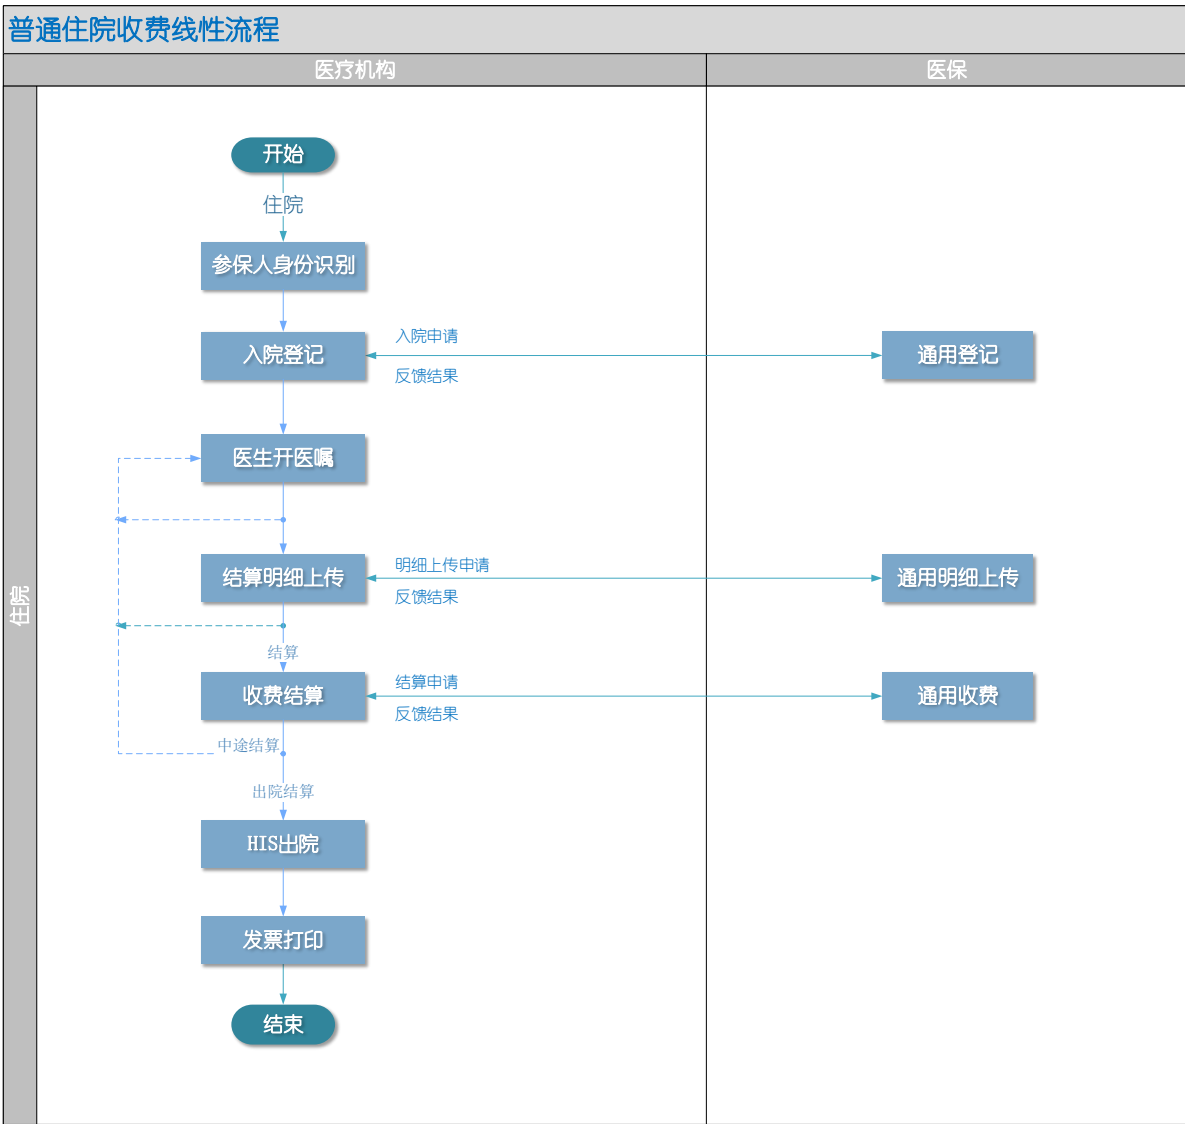 普通住院收费线性流程
医疗机构
医保
住院
开始
住院
参保人身份识别
入院登记
入院申请
反馈结果
通用登记
医生开医嘱
结算明细上传
明细上传申请
反馈结果
通用明细上传
结算
收费结算
结算申请
反馈结果
通用收费
中途结算
出院结算
HIS出院
发票打印
结束